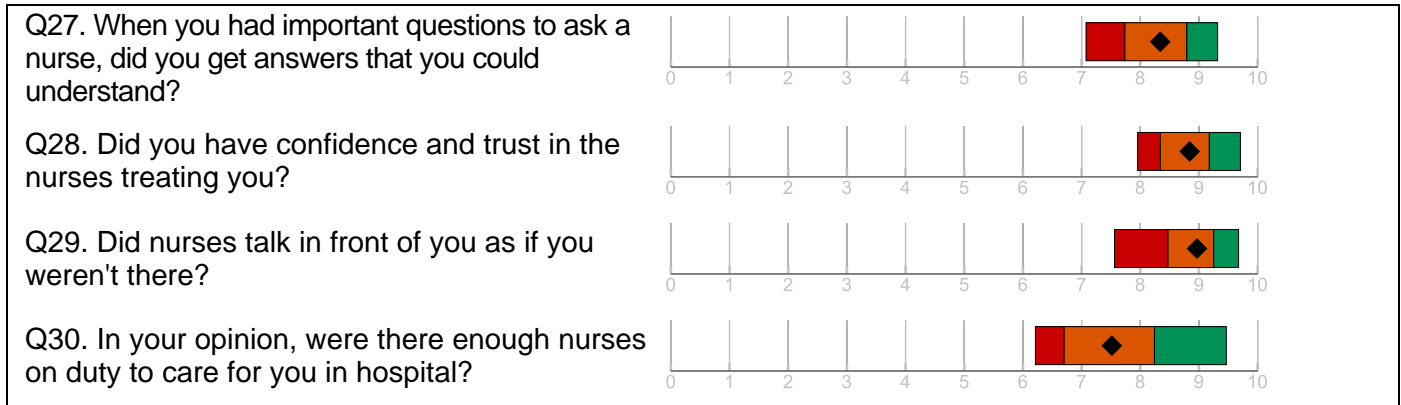 Q27. When you had important questions to ask a
nurse, did you get answers that you could
understand?
0 1 2 3 4 5 6 7 8 9 10
Q28. Did you have confidence and trust in the
nurses treating you?
0 1 2 3 4 5 6 7 8 9 10
Q29. Did nurses talk in front of you as if you
weren't there?
0 1 2 3 4 5 6 7 8 9 10
Q30. In your opinion, were there enough nurses
on duty to care for you in hospital?
0 1 2 3 4 5 6 7 8 9 10